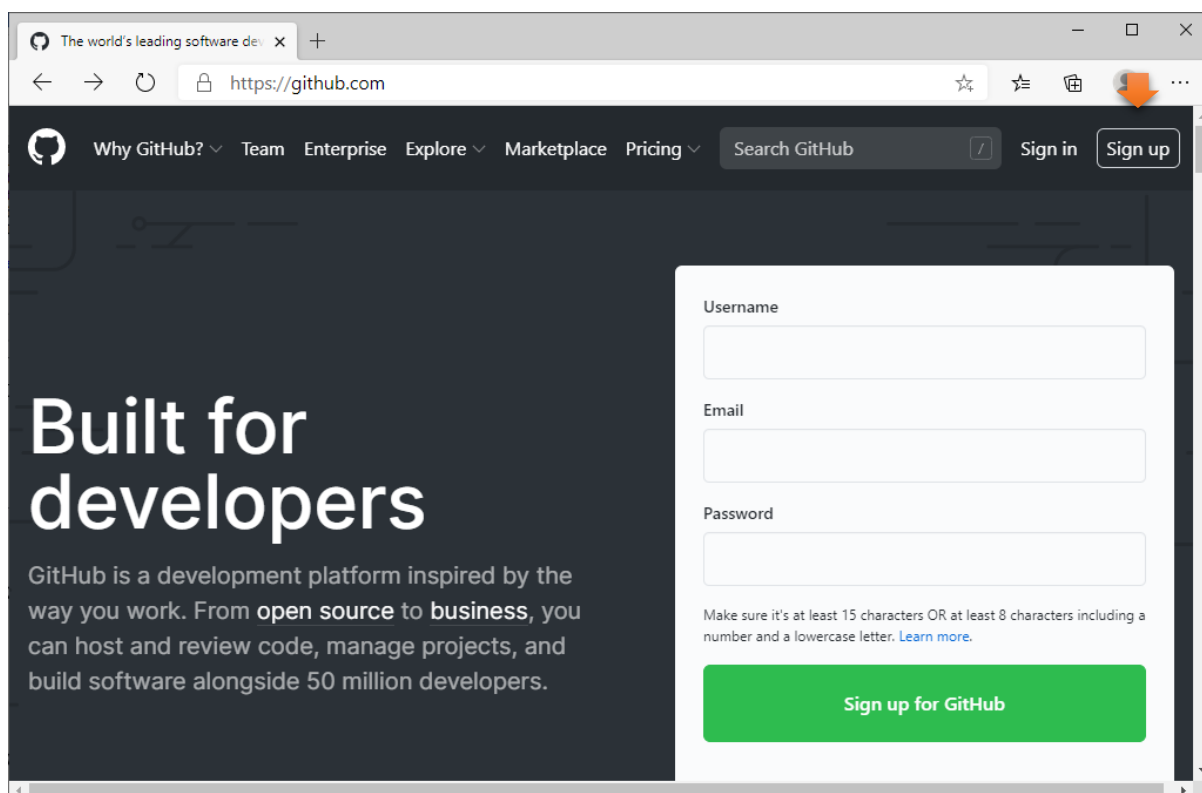 The world's leading software dev
https://github.com
Why GitHub? Team Enterprise Explore Marketplace Pricing Search GitHub / Sign in Sign up
Built for
developers
GitHub is a development platform inspired by the
way you work. From open source to business, you
can host and review code, manage projects, and
build software alongside 50 million developers.
Username
Email
Password
Make sure it's at least 15 characters OR at least 8 characters including a
number and a lowercase letter. Learn more.
Sign up for GitHub